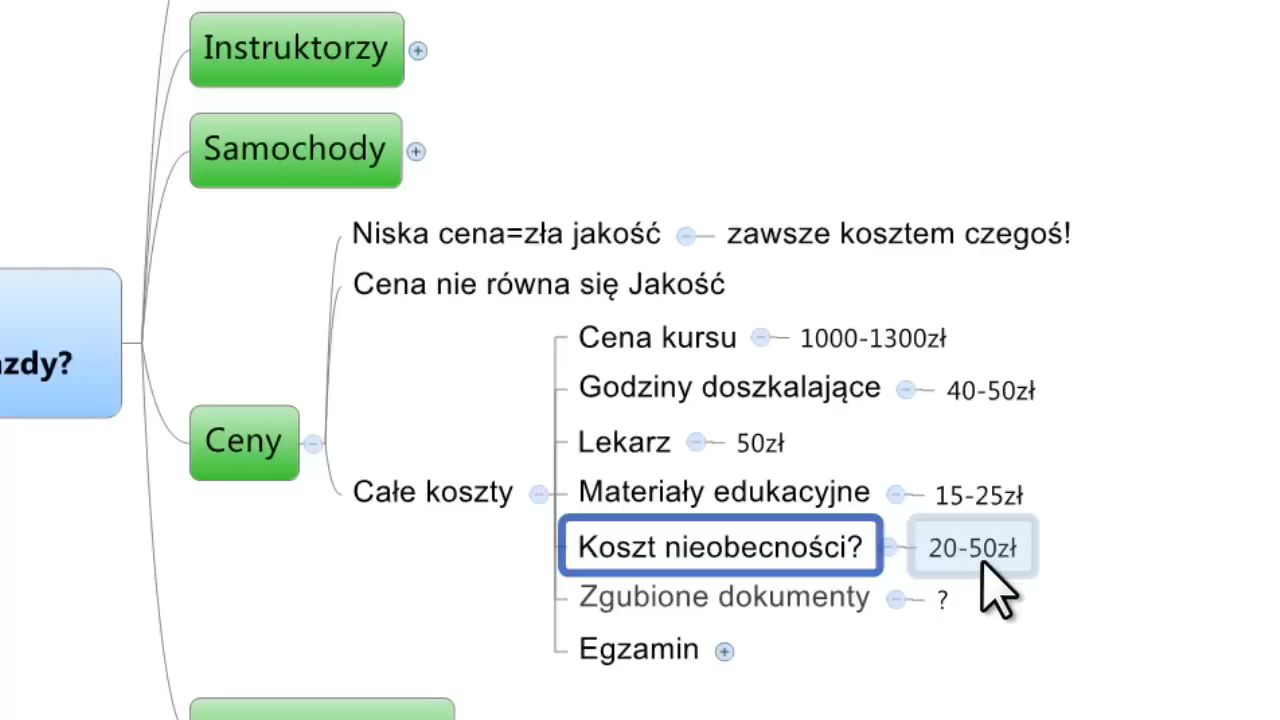 Instruktorzy
Samochody
Niska cena=zła jakość zawsze kosztem czegoś!
Cena nie równa się Jakość
Cena kursu 1000-1300zł
zdy?
Godziny doszkalające 40-50zł
Ceny
Lekarz 50zł
Całe koszty
Materiały edukacyjne 15-25zł
Koszt nieobecności? 20-50zł
Zgubione dokumenty ?
Egzamin